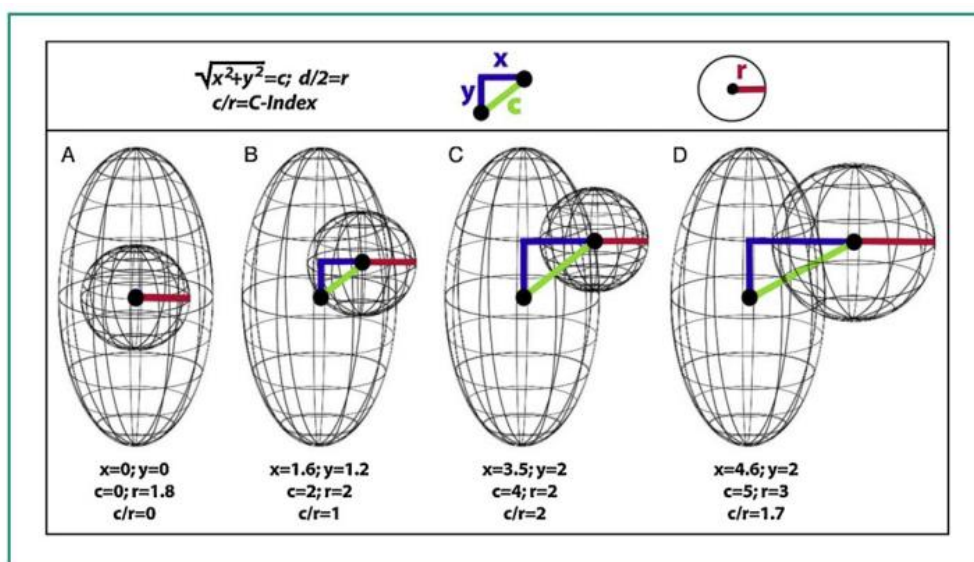 √x²+y²=c; d/2=r
c/r=C-Index
x
y
c
r
A
B
C
D
x=0; y=0
c=0; r=1.8
c/r=0
x=1.6; y=1.2
c=2; r=2
c/r=1
x=3.5; y=2
c=4; r=2
c/r=2
x=4.6; y=2
c=5; r=3
c/r=1.7